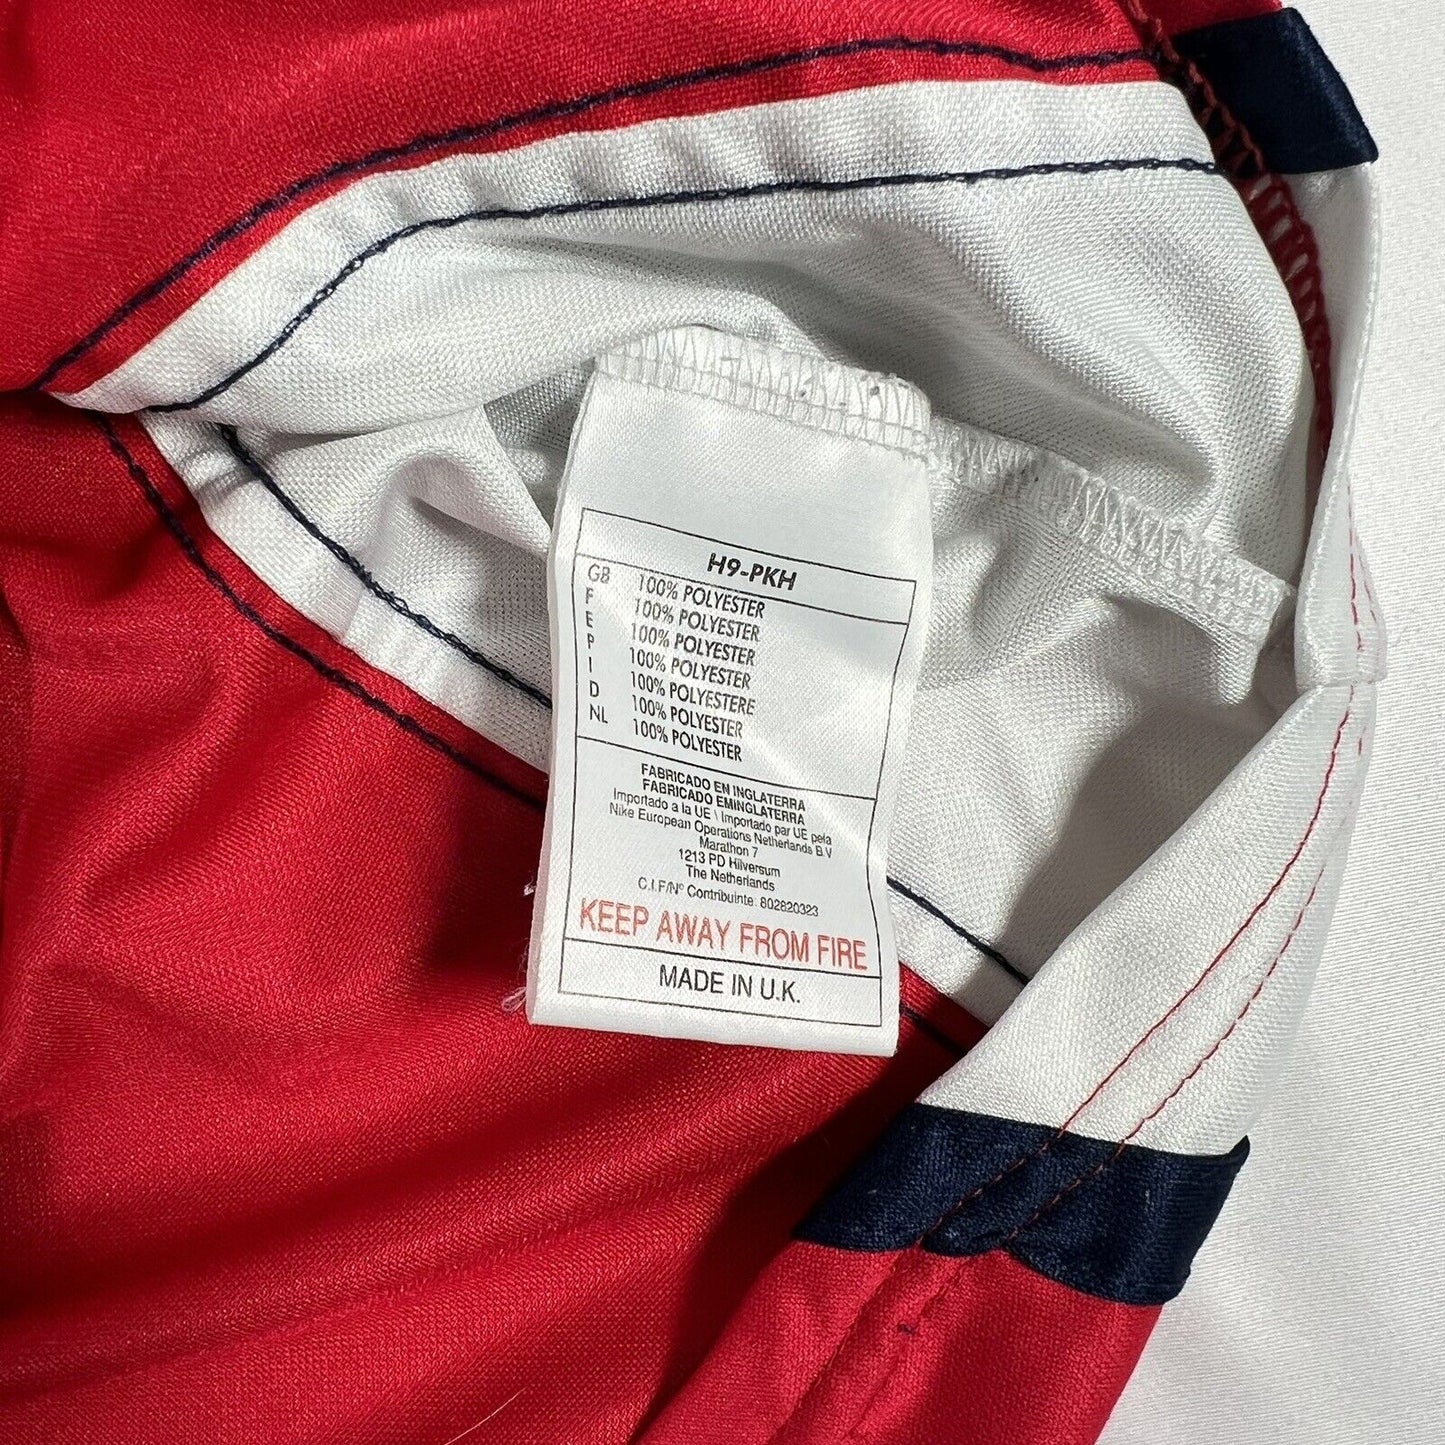 H9-PKH
GB 100% POLYESTER
F 100% POLYESTER
E 100% POLYESTER
P 100% POLYESTER
I 100% POLYESTERE
D 100% POLYESTER
NL 100% POLYESTER
FABRICADO EN INGLATERRA
FABRICADO EMINGLATERRA
Importado a la UE \ Importado par UE pela
Nike European Operations Netherlands B.V
Marathon 7
1213 PD Hilversum
The Netherlands
C.I.F/Nº Contribuinte: 802820323
KEEP AWAY FROM FIRE
MADE IN U.K.